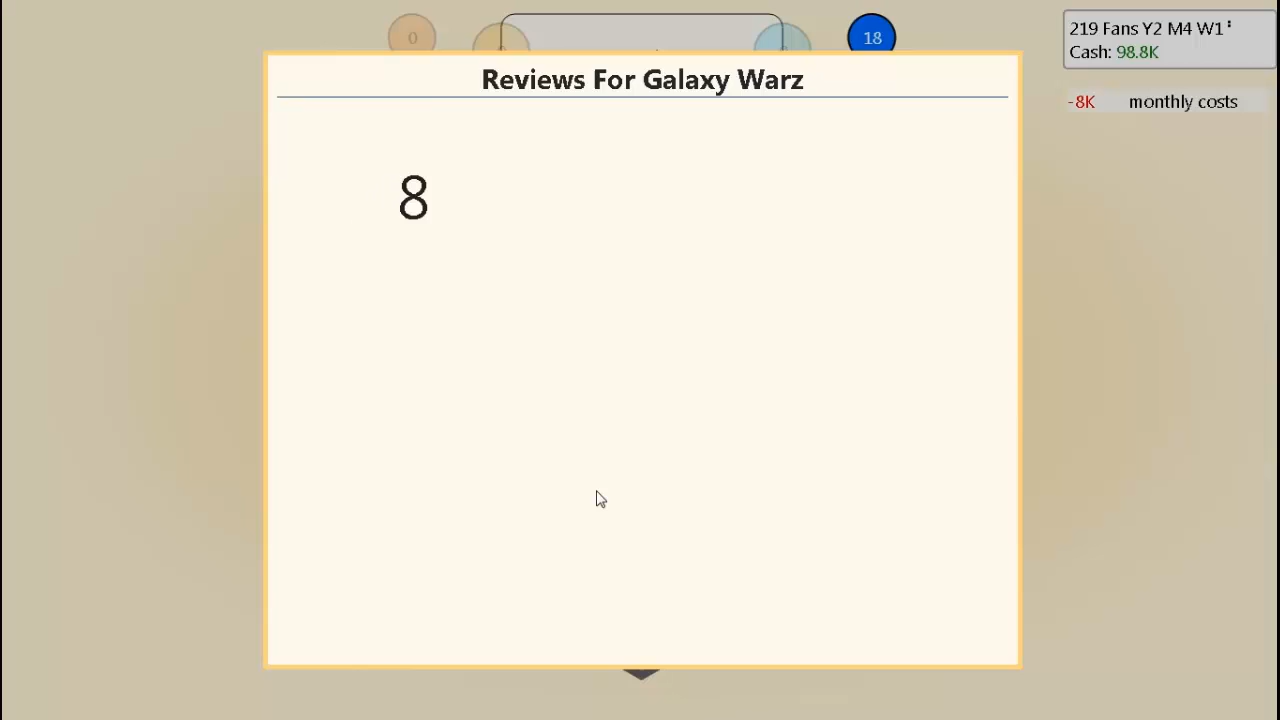 0
18
219 Fans Y2 M4 W1
Cash: 98.8K
-8K monthly costs
Reviews For Galaxy Warz
8